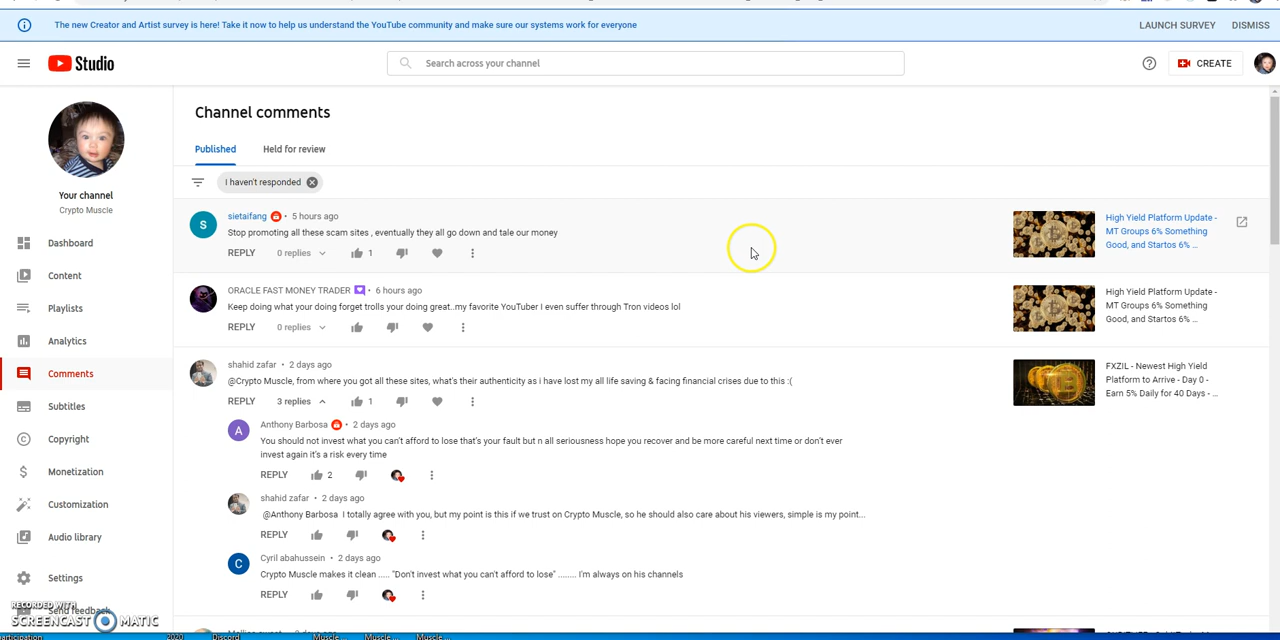 The new Creator and Artist survey is here! Take it now to help us understand the YouTube community and make sure our systems work for everyone
LAUNCH SURVEY
DISMISS
Studio
Search across your channel
CREATE
Your channel
Crypto Muscle
Dashboard
Content
Playlists
Analytics
Comments
Subtitles
Copyright
Monetization
Customization
Audio library
Settings
Send feedback
Channel comments
Published
Held for review
I haven't responded
S
sietaifang • 5 hours ago
Stop promoting all these scam sites , eventually they all go down and tale our money
REPLY 0 replies 1
High Yield Platform Update -
MT Groups 6% Something
Good, and Startos 6% ...
ORACLE FAST MONEY TRADER • 6 hours ago
Keep doing what your doing forget trolls your doing great..my favorite YouTuber I even suffer through Tron videos lol
REPLY 0 replies
High Yield Platform Update -
MT Groups 6% Something
Good, and Startos 6% ...
shahid zafar • 2 days ago
@Crypto Muscle, from where you got all these sites, what's their authenticity as i have lost my all life saving & facing financial crises due to this :(
REPLY 3 replies 1
FXZIL - Newest High Yield
Platform to Arrive - Day 0 -
Earn 5% Daily for 40 Days - ...
A
Anthony Barbosa • 2 days ago
You should not invest what you can't afford to lose that's your fault but n all seriousness hope you recover and be more careful next time or don't ever
invest again it's a risk every time
REPLY 2
shahid zafar • 2 days ago
@Anthony Barbosa I totally agree with you, but my point is this if we trust on Crypto Muscle, so he should also care about his viewers, simple is my point...
REPLY
C
Cyril abahussein • 2 days ago
Crypto Muscle makes it clean ..... "Don't invest what you can't afford to lose" ........ I'm always on his channels
REPLY
RECORDED WITH
SCREENCAST MATIC
2020
Discord
Muscle...
Muscle...
Muscle...